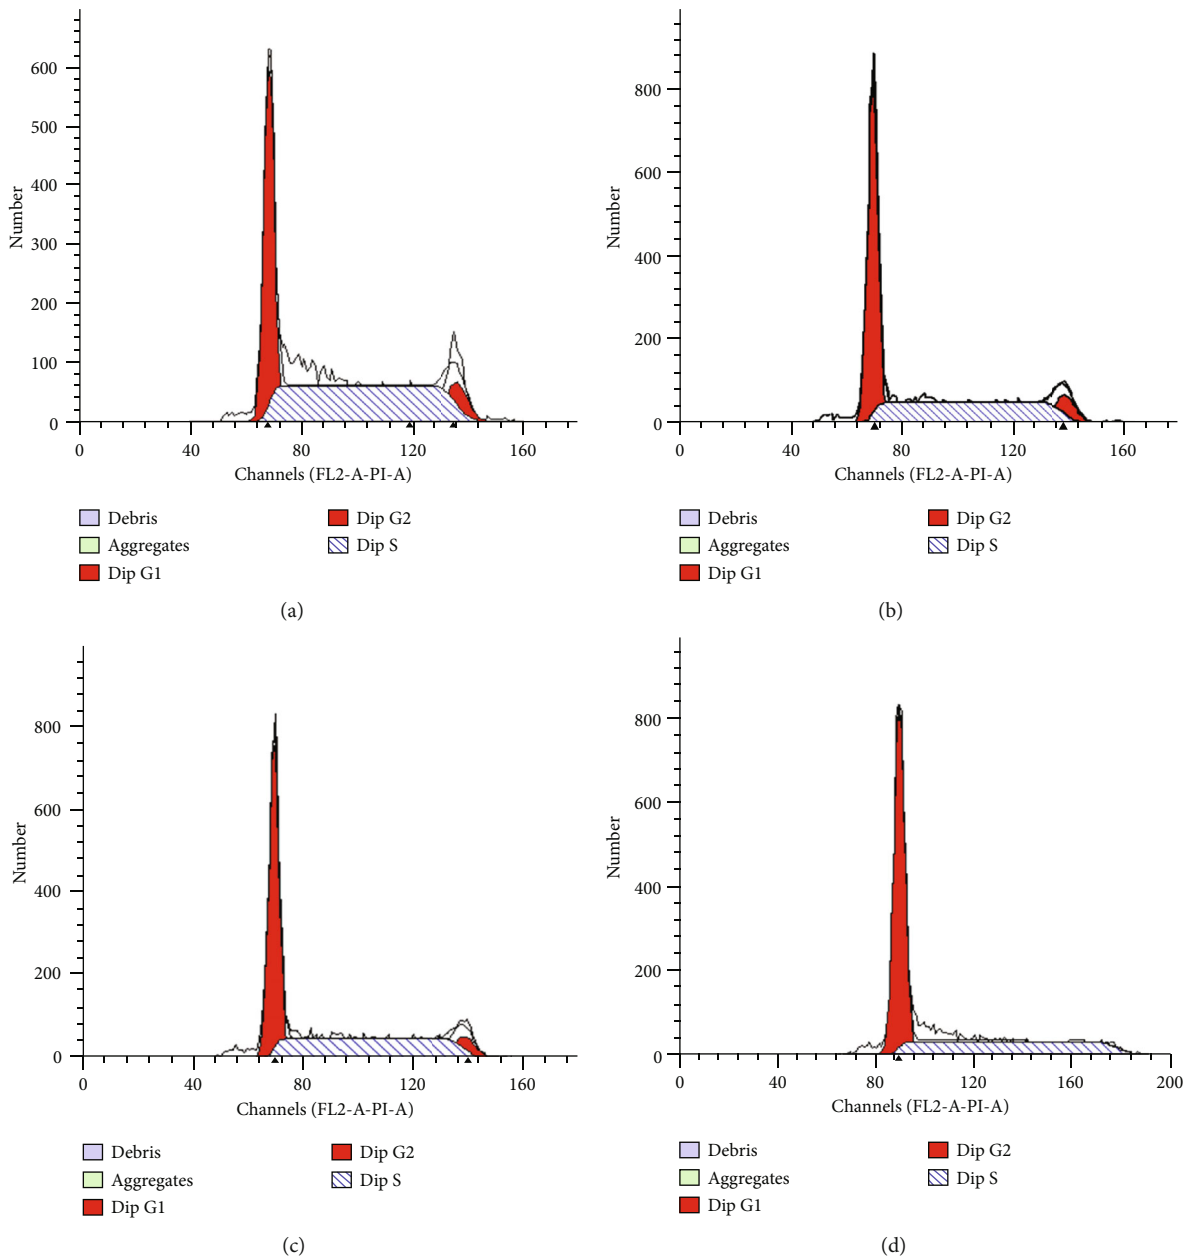 600
500
400
300
200
100
0
Number
0 40 80 120 160
Channels (FL2-A-PI-A)
Debris Dip G2
Aggregates Dip S
Dip G1
(a)
800
600
400
200
0
Number
0 40 80 120 160
Channels (FL2-A-PI-A)
Debris Dip G2
Aggregates Dip S
Dip G1
(b)
800
600
400
200
0
Number
0 40 80 120 160
Channels (FL2-A-PI-A)
Debris Dip G2
Aggregates Dip S
Dip G1
(c)
800
600
400
200
0
Number
0 40 80 120 160 200
Channels (FL2-A-PI-A)
Debris Dip G2
Aggregates Dip S
Dip G1
(d)